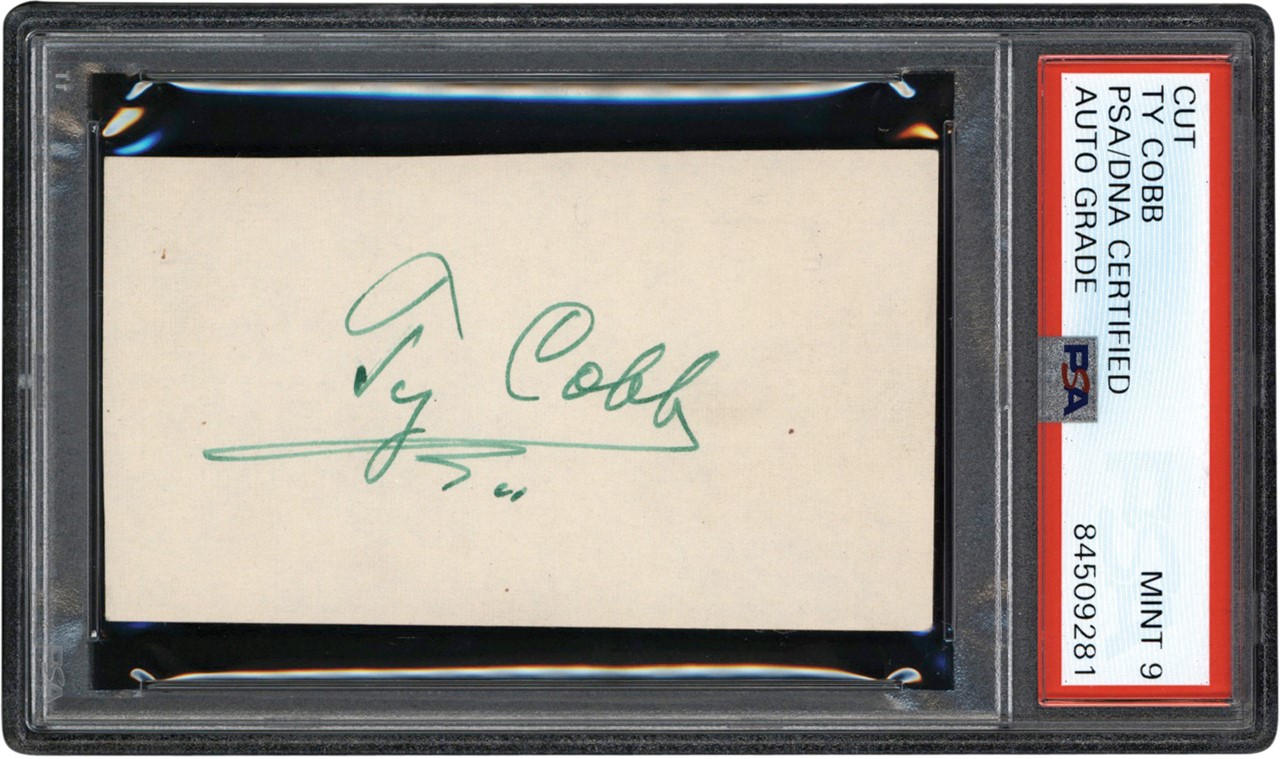 Ty Cobb
CUT
TY COBB
PSA/DNA CERTIFIED
AUTO GRADE
PSA
MINT 9
84509281